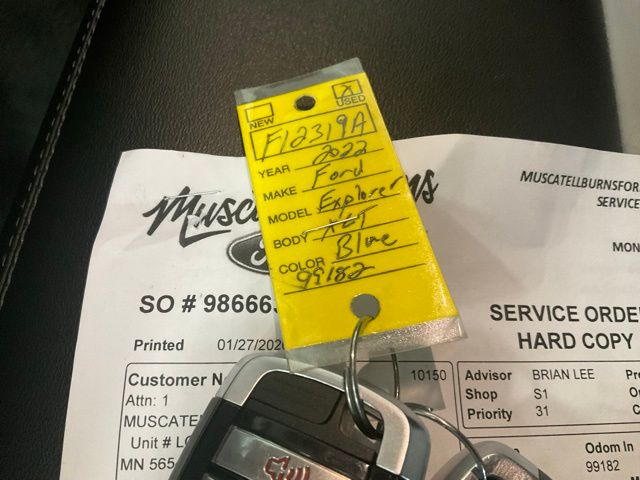 NEW
USED
F12319A
YEAR 2022
MAKE Ford
MODEL Explorer
BODY XLT
COLOR Blue
99182
MUSCATELLBURNSFOR
SERVICE
MON
SO # 98666
SERVICE ORDE
HARD COPY
Printed 01/27/202
Customer N
10150
Attn: 1
MUSCATE
Unit # LO
MN 565
Advisor BRIAN LEE
Shop S1
Priority 31
Odom In
99182